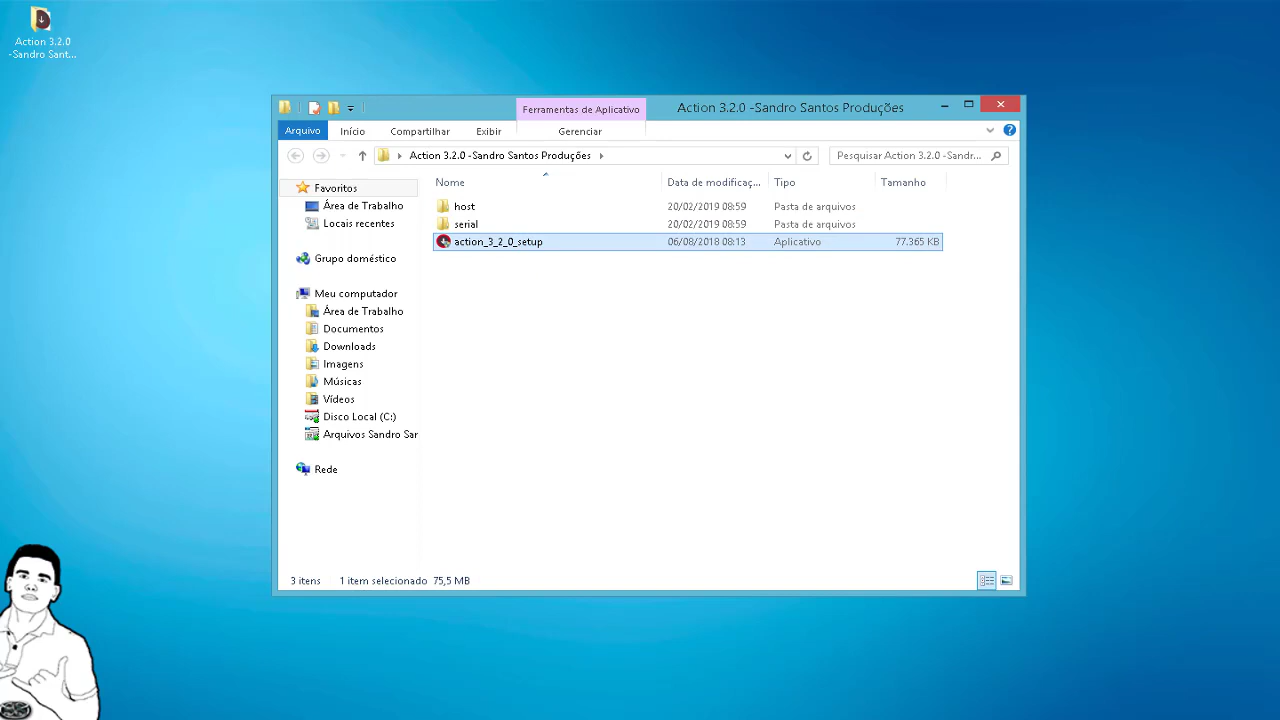 Action 3.2.0
-Sandro Sant...
Ferramentas de Aplicativo
Action 3.2.0 -Sandro Santos Produções
Arquivo
Início
Compartilhar
Exibir
Gerenciar
Action 3.2.0 -Sandro Santos Produções
Pesquisar Action 3.2.0 -Sandr...
Nome
Data de modificaç...
Tipo
Tamanho
host
20/02/2019 08:59
Pasta de arquivos
serial
20/02/2019 08:59
Pasta de arquivos
action_3_2_0_setup
06/08/2018 08:13
Aplicativo
77.365 KB
Favoritos
Área de Trabalho
Locais recentes
Grupo doméstico
Meu computador
Área de Trabalho
Documentos
Downloads
Imagens
Músicas
Vídeos
Disco Local (C:)
Arquivos Sandro Sar
Rede
3 itens
1 item selecionado 75,5 MB